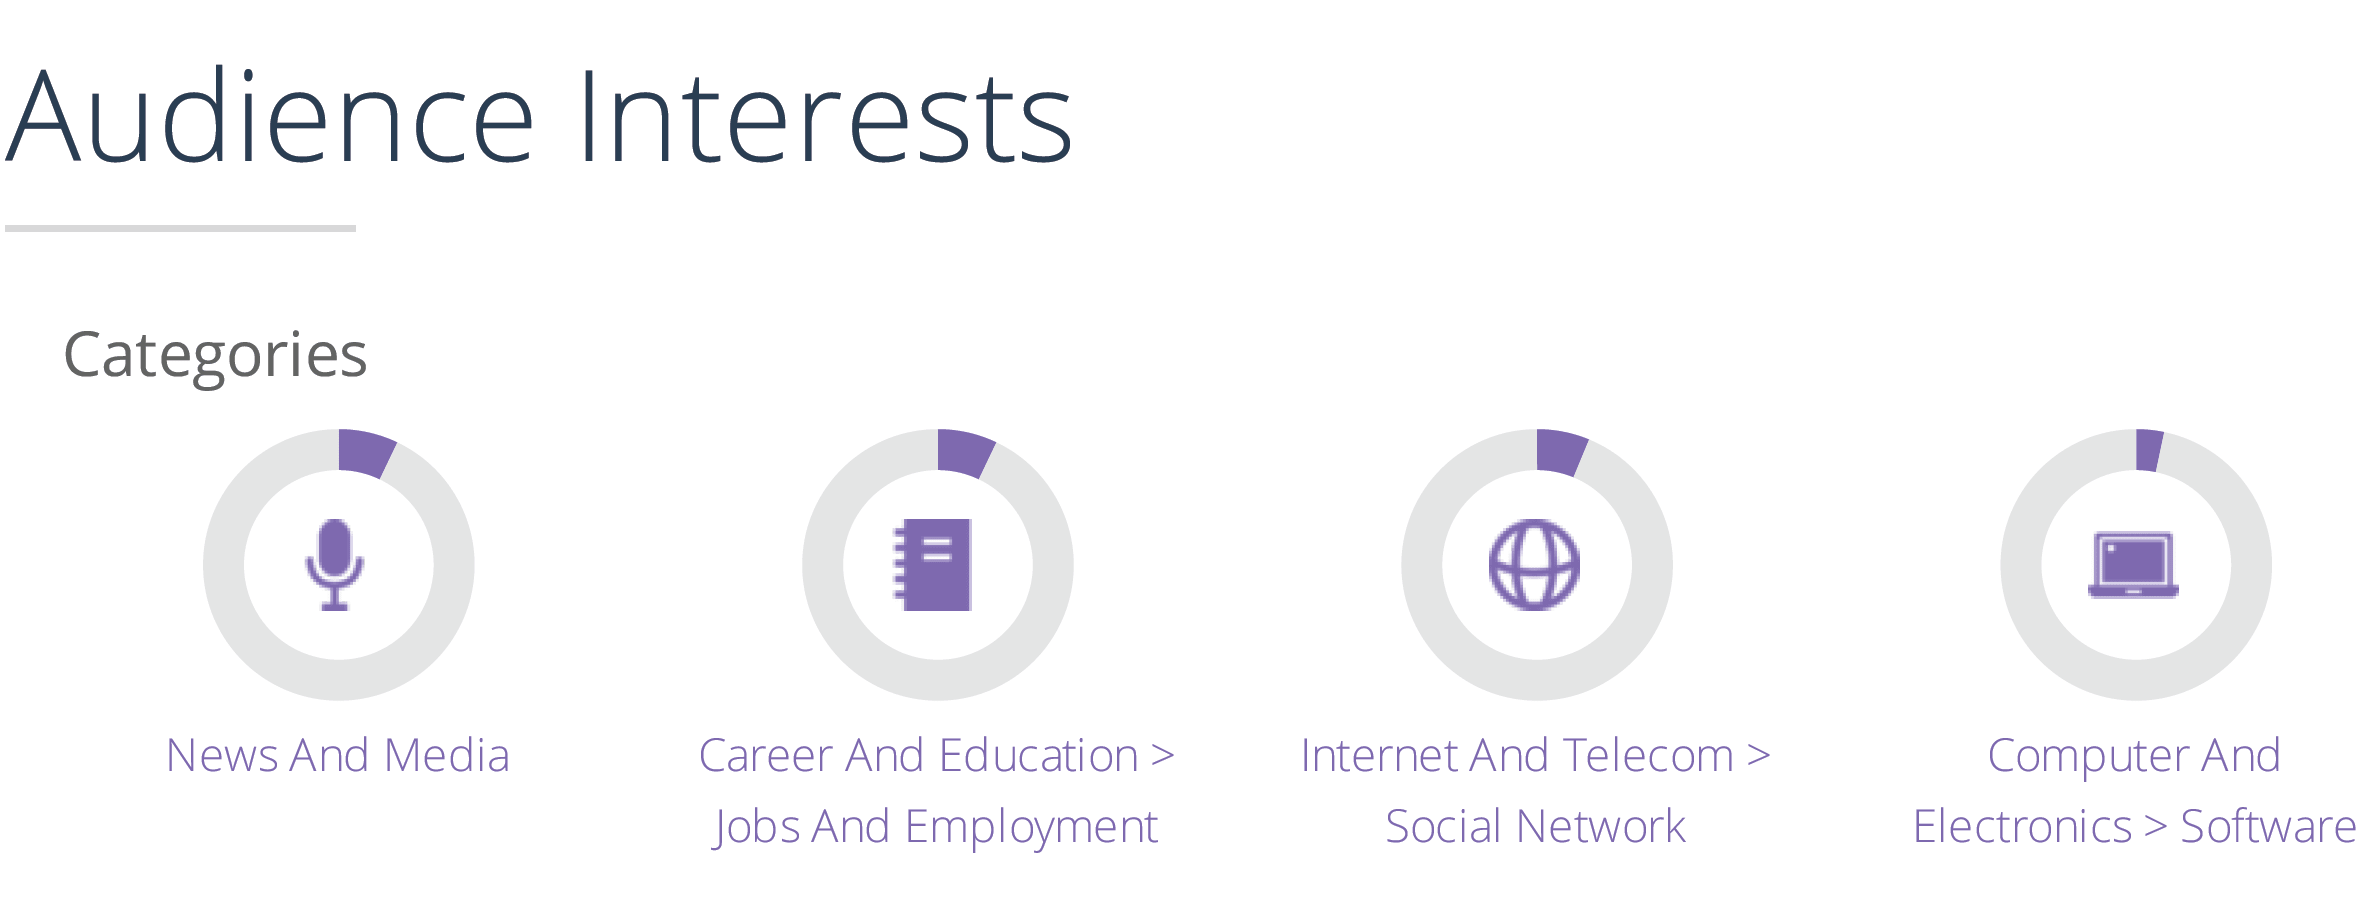 Audience Interests
Categories
News And Media
Career And Education >
Jobs And Employment
Internet And Telecom >
Social Network
Computer And
Electronics > Software